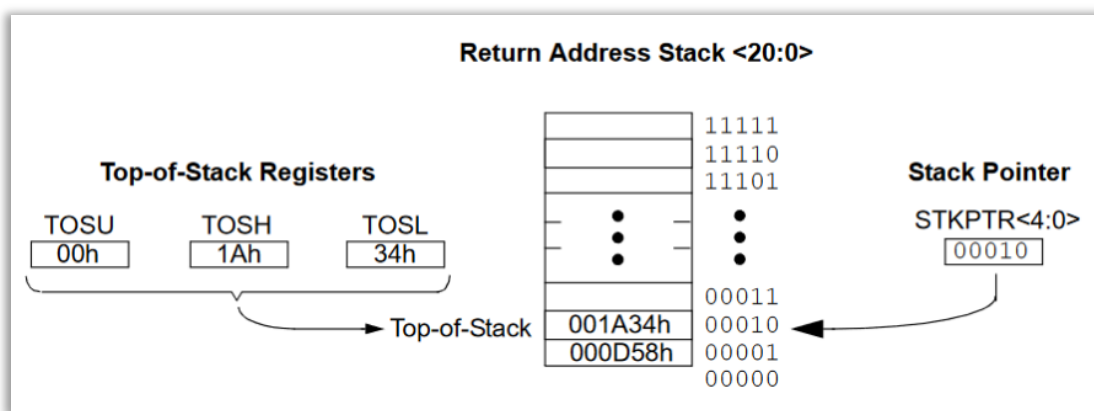 Return Address Stack <20:0>
11111
11110
11101
Top-of-Stack Registers
Stack Pointer
TOSU TOSH TOSL
STKPTR<4:0>
00h 1Ah 34h
00010
00011
Top-of-Stack 001A34h 00010
000D58h 00001
00000